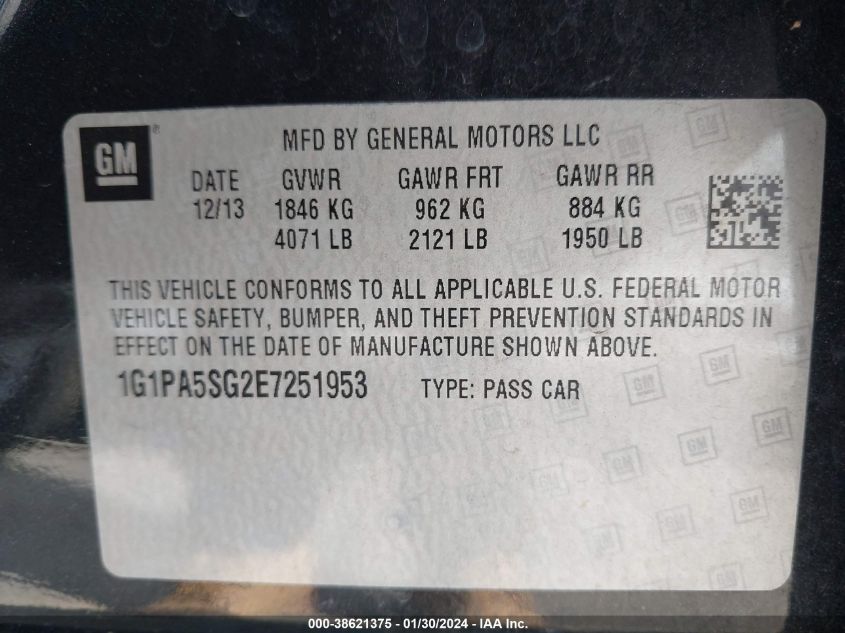 GM ®
MFD BY GENERAL MOTORS LLC
DATE GVWR GAWR FRT GAWR RR
12/13 1846 KG 962 KG 884 KG
4071 LB 2121 LB 1950 LB
THIS VEHICLE CONFORMS TO ALL APPLICABLE U.S. FEDERAL MOTOR
VEHICLE SAFETY, BUMPER, AND THEFT PREVENTION STANDARDS IN
EFFECT ON THE DATE OF MANUFACTURE SHOWN ABOVE.
1G1PA5SG2E7251953 TYPE: PASS CAR
000-38621375 - 01/30/2024 - IAA Inc.